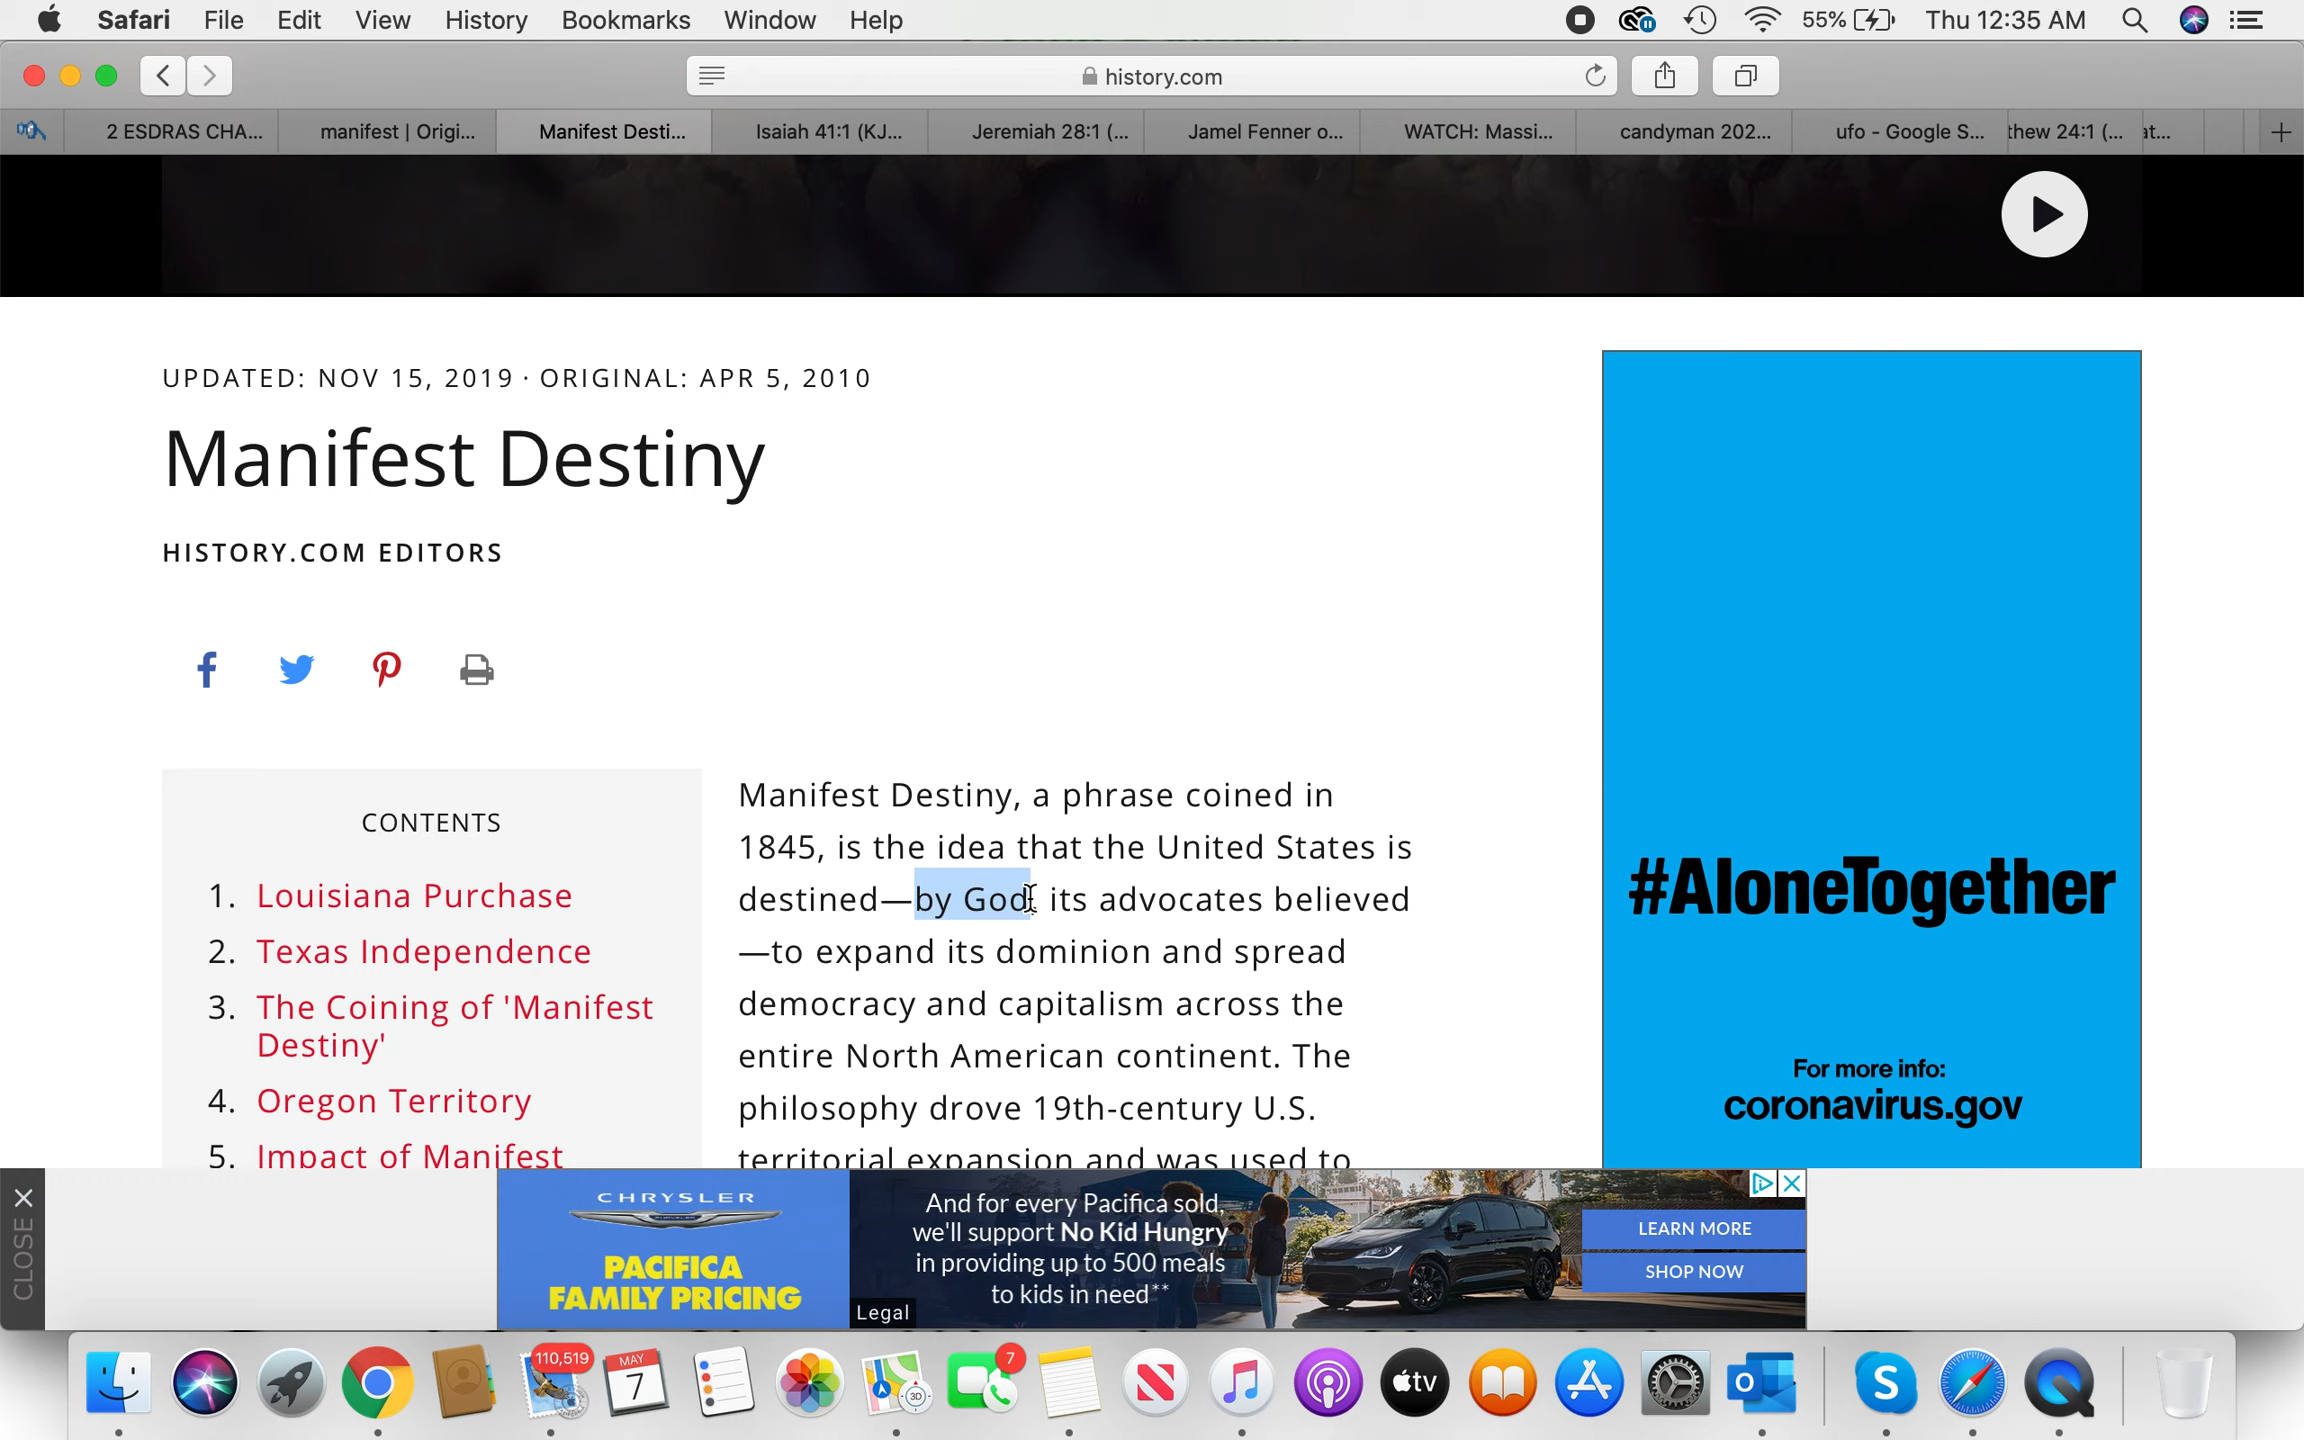 Safari File Edit View History Bookmarks Window Help 55% Thu 12:35 AM
history.com
2 ESDRAS CHA... manifest | Origi... Manifest Desti... Isaiah 41:1 (KJ... Jeremiah 28:1 (... Jamel Fenner o... WATCH: Massi... candyman 202... ufo - Google S... thew 24:1 (... at...
UPDATED: NOV 15, 2019 · ORIGINAL: APR 5, 2010
Manifest Destiny
HISTORY.COM EDITORS
CONTENTS
1. Louisiana Purchase
2. Texas Independence
3. The Coining of 'Manifest
Destiny'
4. Oregon Territory
5. Impact of Manifest
Manifest Destiny, a phrase coined in
1845, is the idea that the United States is
destined—by God, its advocates believed
—to expand its dominion and spread
democracy and capitalism across the
entire North American continent. The
philosophy drove 19th-century U.S.
territorial expansion and was used to
#AloneTogether
For more info:
coronavirus.gov
CLOSE
CHRYSLER
PACIFICA
FAMILY PRICING
And for every Pacifica sold,
we'll support No Kid Hungry
in providing up to 500 meals
to kids in need**
Legal
LEARN MORE
SHOP NOW
110,519
MAY
7
3D
7
tv